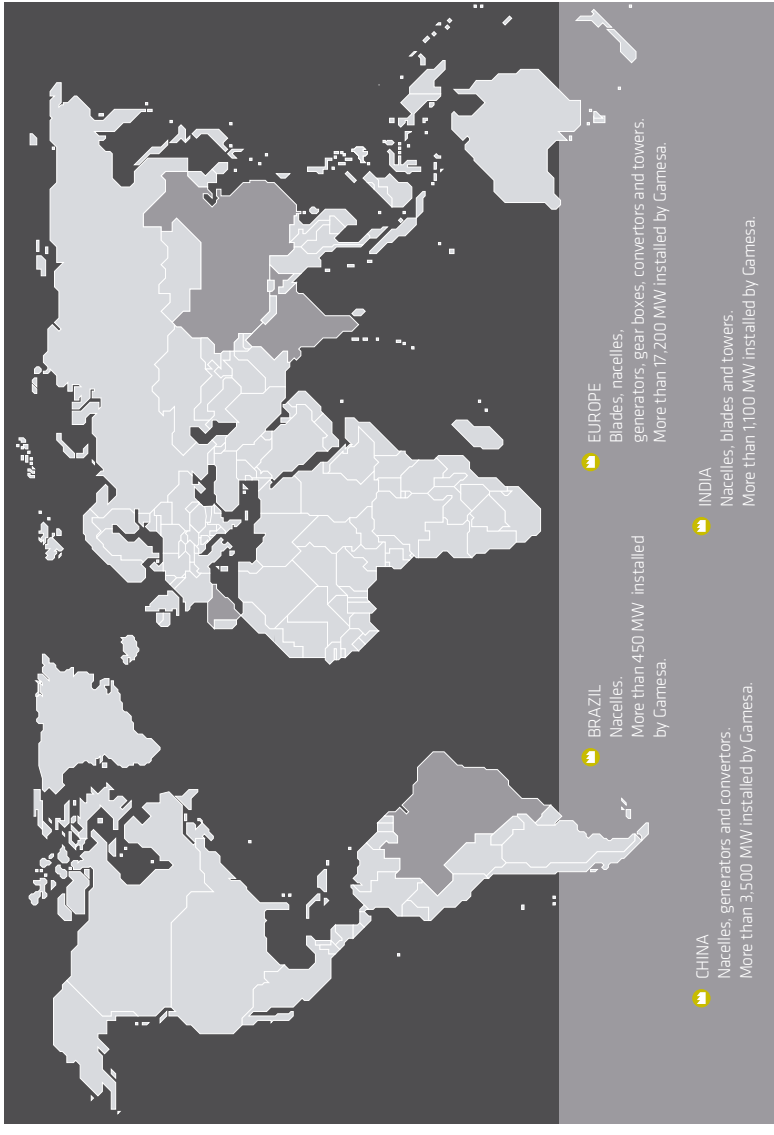 BRAZIL
Nacelles.
More than 450 MW installed
by Gamesa.
EUROPE
Blades, nacelles,
generators, gear boxes, convertors and towers.
More than 17,200 MW installed by Gamesa.
CHINA
Nacelles, generators and convertors.
More than 3,500 MW installed by Gamesa.
INDIA
Nacelles, blades and towers.
More than 1,100 MW installed by Gamesa.